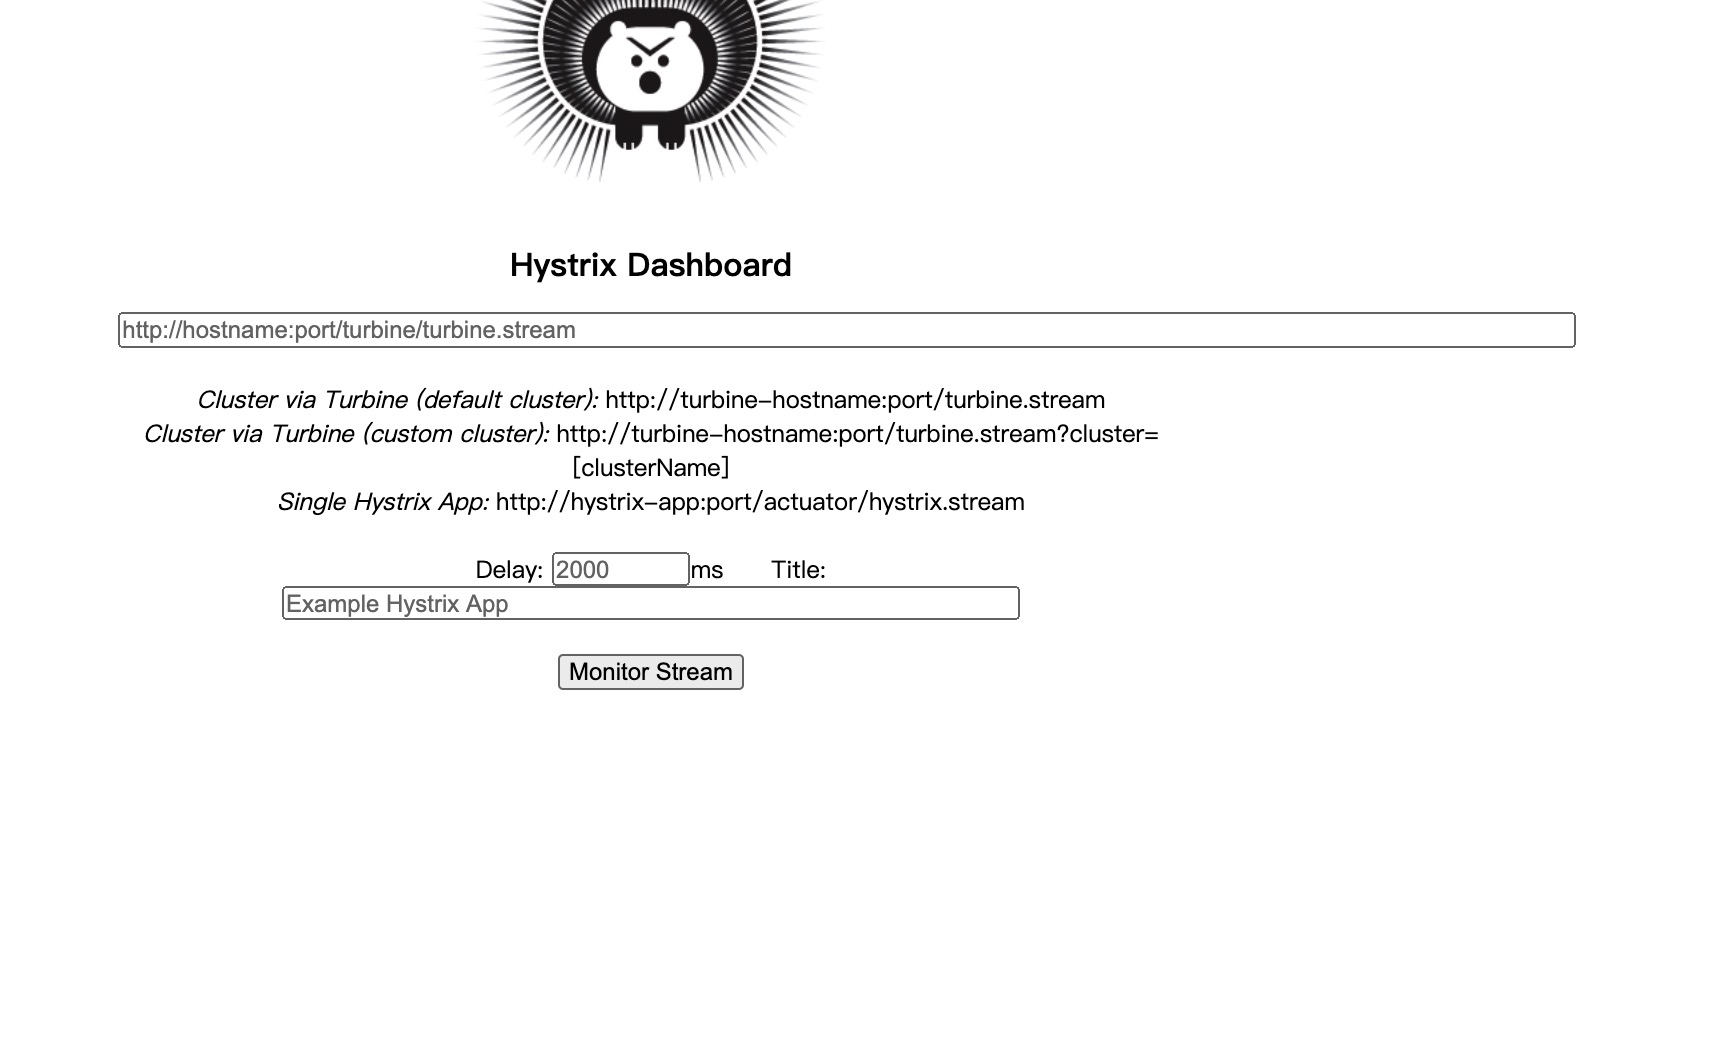 Hystrix Dashboard
http://hostname:port/turbine/turbine.stream
Cluster via Turbine (default cluster): http://turbine-hostname:port/turbine.stream
Cluster via Turbine (custom cluster): http://turbine-hostname:port/turbine.stream?cluster=
[clusterName]
Single Hystrix App: http://hystrix-app:port/actuator/hystrix.stream
Delay: 2000 ms Title:
Example Hystrix App
Monitor Stream